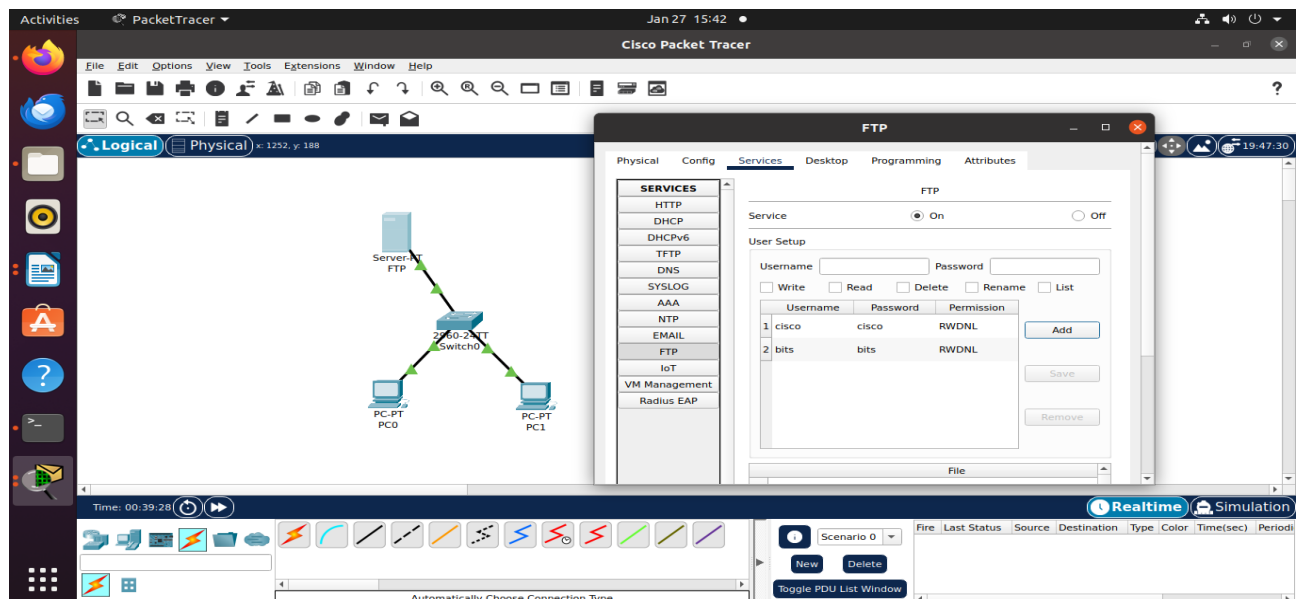 Activities PacketTracer Jan 27 15:42
Cisco Packet Tracer
File Edit Options View Tools Extensions Window Help
?
Logical Physical x: 1252, y: 188 19:47:30
FTP
Physical Config Services Desktop Programming Attributes
SERVICES
HTTP
DHCP
DHCPv6
TFTP
DNS
SYSLOG
AAA
NTP
EMAIL
FTP
IoT
VM Management
Radius EAP
FTP
Service On Off
User Setup
Username Password
Write Read Delete Rename List
Username Password Permission
1 cisco cisco RWDNL
2 bits bits RWDNL
Add
Save
Remove
File
Server-PT
FTP
2960-24TT
Switch0
PC-PT
PC0
PC-PT
PC1
Time: 00:39:28
Realtime Simulation
Scenario 0
New Delete
Toggle PDU List Window
Fire Last Status Source Destination Type Color Time(sec) Periodi
Automatically Choose Connection Type